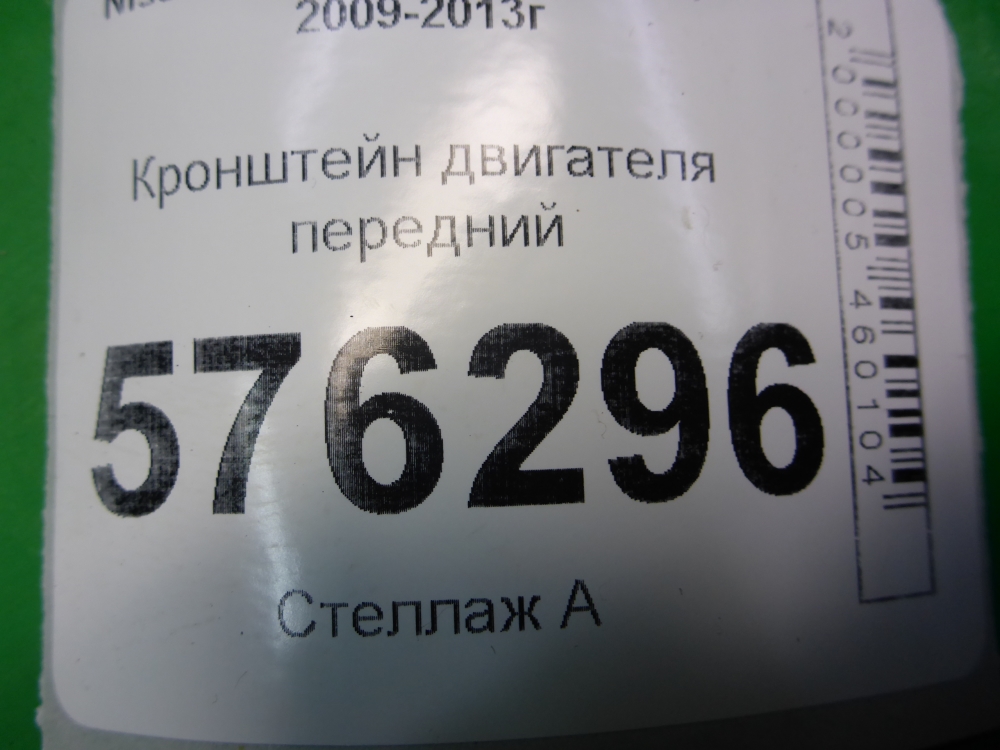 2009-2013г
Кронштейн двигателя
передний
576296
Стеллаж А
2000005460104